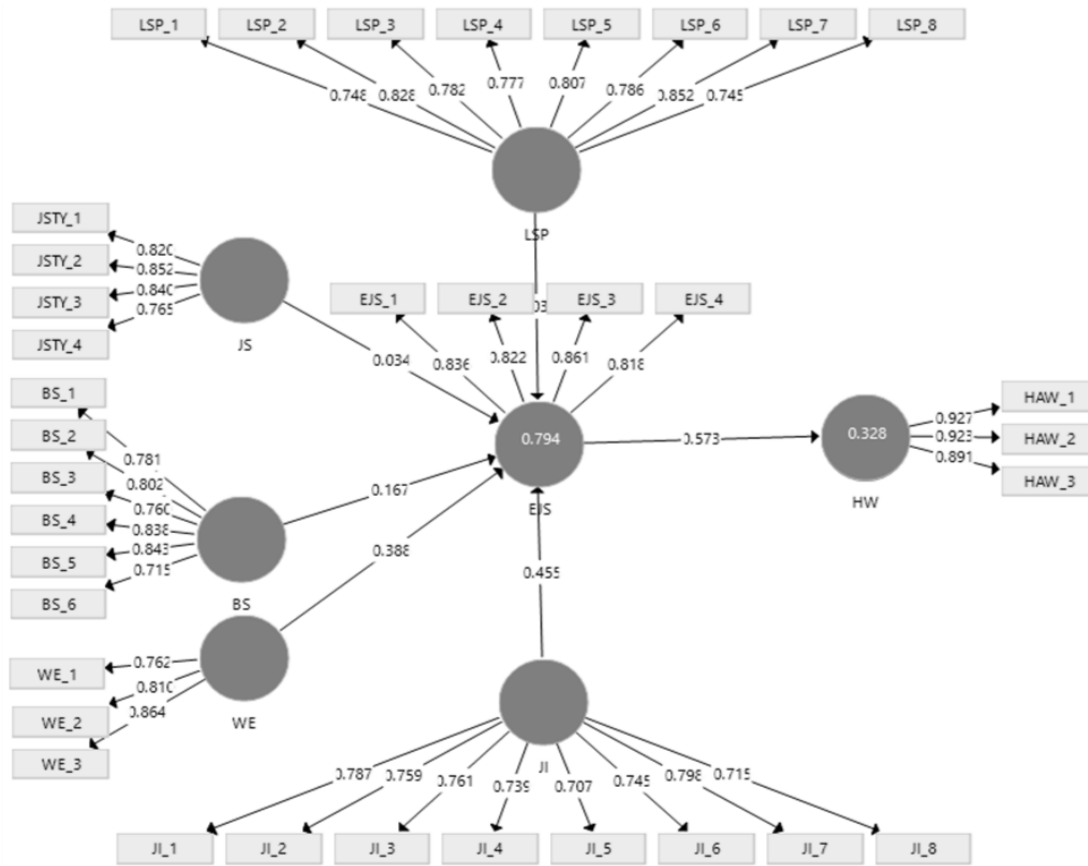 LSP_1 LSP_2 LSP_3 LSP_4 LSP_5 LSP_6 LSP_7 LSP_8
0.748 0.828 0.782 0.777 0.807 0.786 0.852 0.745
LSP
JSTY_1
JSTY_2
JSTY_3
JSTY_4
0.820
0.852
0.840
0.765
JS
0.034
EJS_1 EJS_2 EJS_3 EJS_4
0.836 0.822 0.861 0.818
0.794
EJS
0.573
0.328
HW
0.927
0.923
0.891
HAW_1
HAW_2
HAW_3
BS_1
BS_2
BS_3
BS_4
BS_5
BS_6
0.781
0.802
0.760
0.838
0.843
0.715
BS
0.167
0.388
0.455
WE_1
WE_2
WE_3
0.762
0.810
0.864
WE
JI
0.787 0.759 0.761 0.739 0.707 0.745 0.798 0.715
JI_1 JI_2 JI_3 JI_4 JI_5 JI_6 JI_7 JI_8